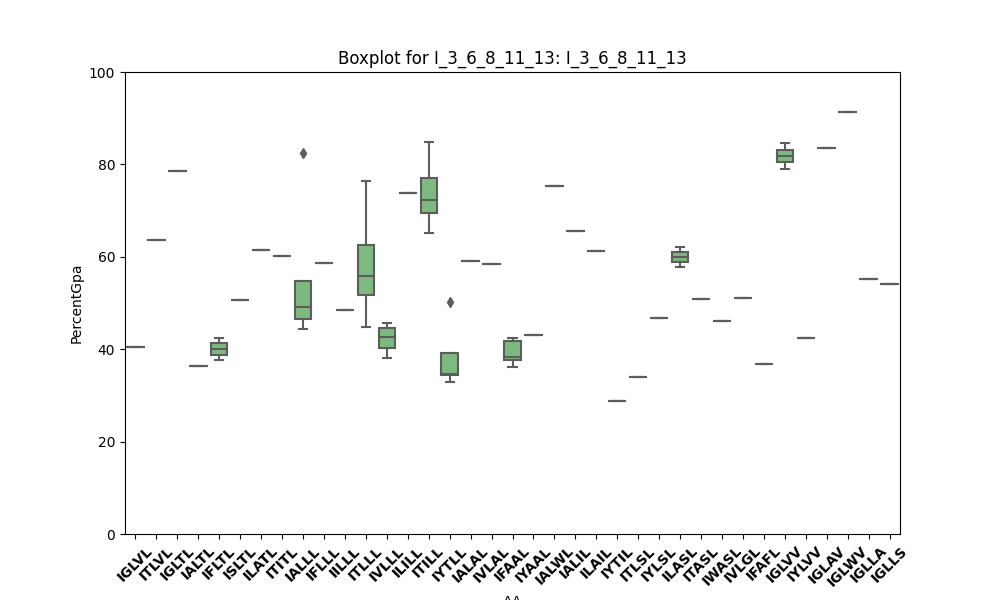 Boxplot for I_3_6_8_11_13: I_3_6_8_11_13
PercentGpa
100
80
60
40
20
0
IGLVL
ITLVL
IGLTL
IALTL
IFLTL
ISLTL
ILATL
ITITL
IALLL
IFLLL
IILLL
ITLLL
IVLLL
ILILL
ITILL
IYTLL
IALAL
IVLAL
IFAAL
IYAAL
IALWL
IALIL
ILAIL
IYTIL
ITLSL
IYLSL
ILASL
ITASL
IWASL
IVLGL
IFAFL
IGLVV
IYLVV
IGLAV
IGLWV
IGLLA
IGLLS
AA